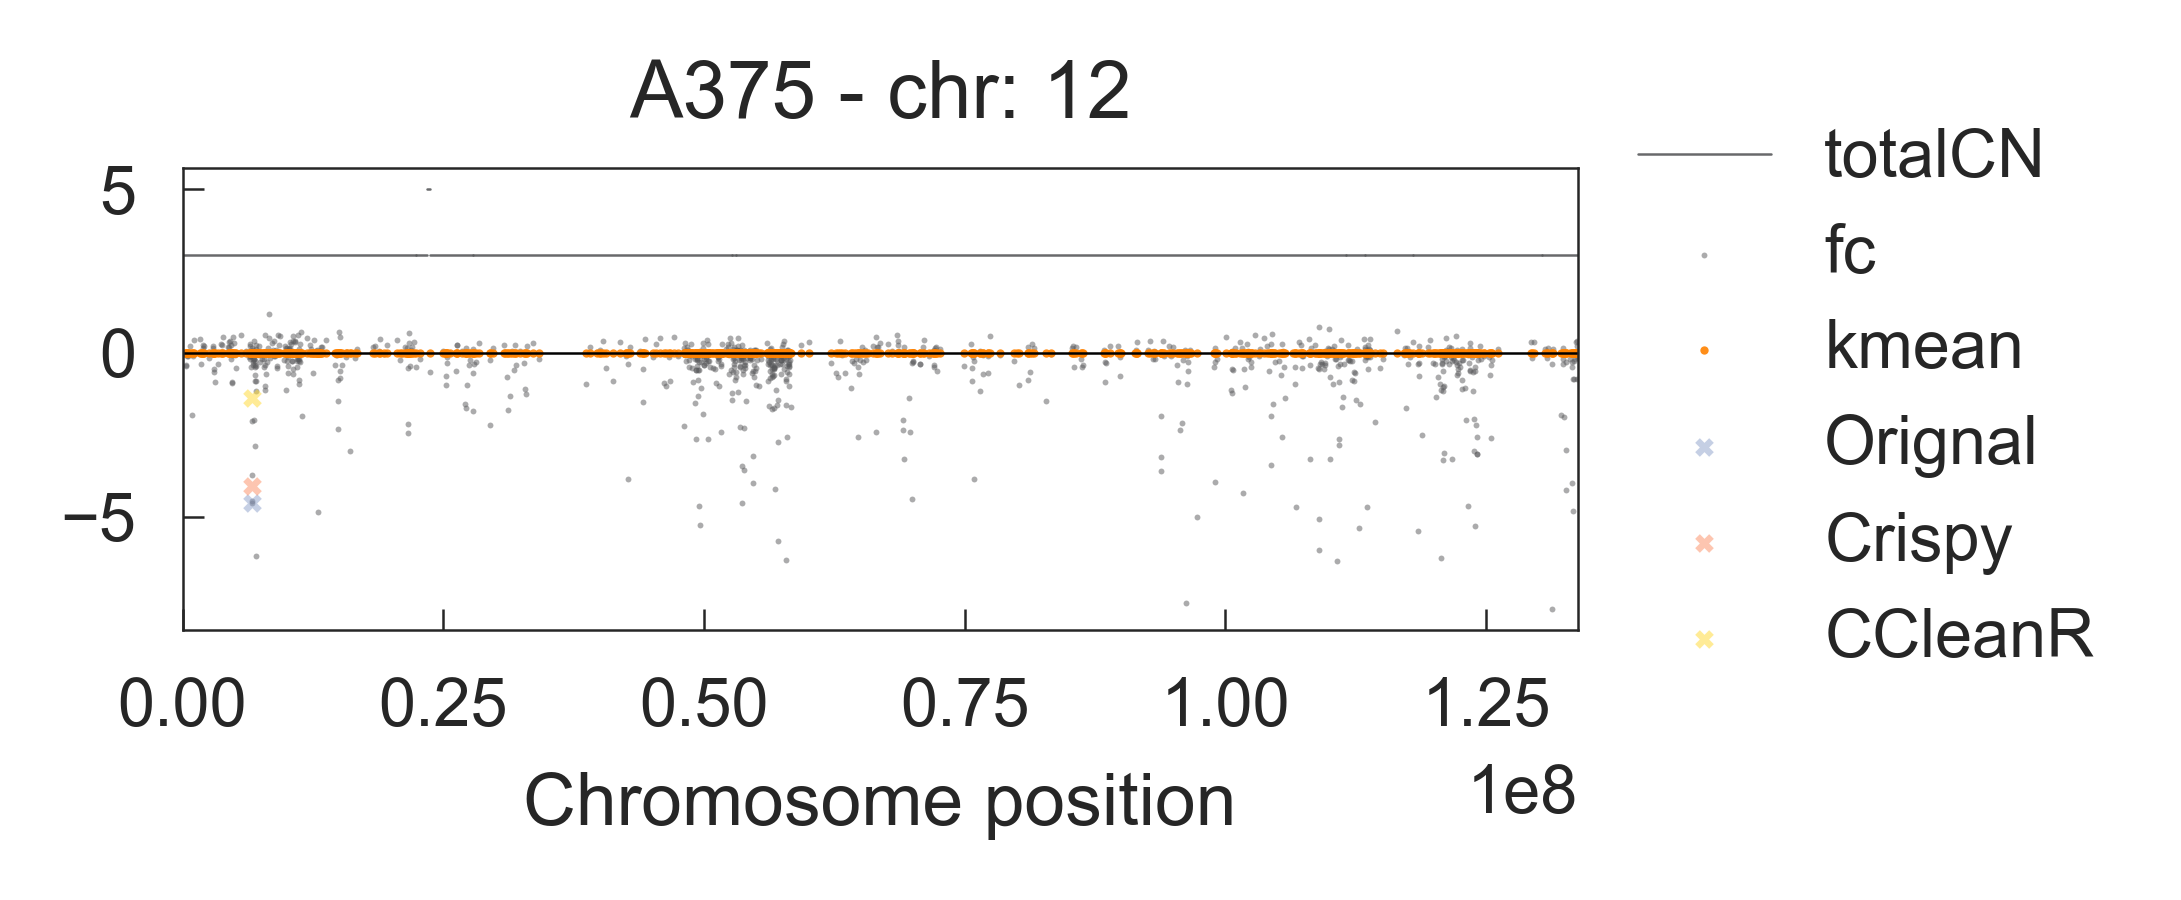 A375 - chr: 12
5
0
−5
0.00 0.25 0.50 0.75 1.00 1.25
1e8
Chromosome position
totalCN
fc
kmean
Orignal
Crispy
CCleanR